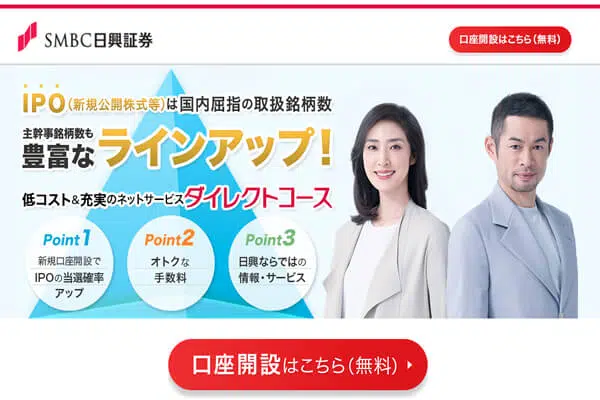 SMBC日興証券
口座開設はこちら(無料)
IPO(新規公開株式等)は国内屈指の取扱銘柄数
主幹事銘柄数も
豊富なラインアップ!
低コスト&充実のネットサービス ダイレクトコース
Point1
新規口座開設で
IPOの当選確率
アップ
Point2
オトクな
手数料
Point3
日興ならではの
情報・サービス
口座開設はこちら(無料)